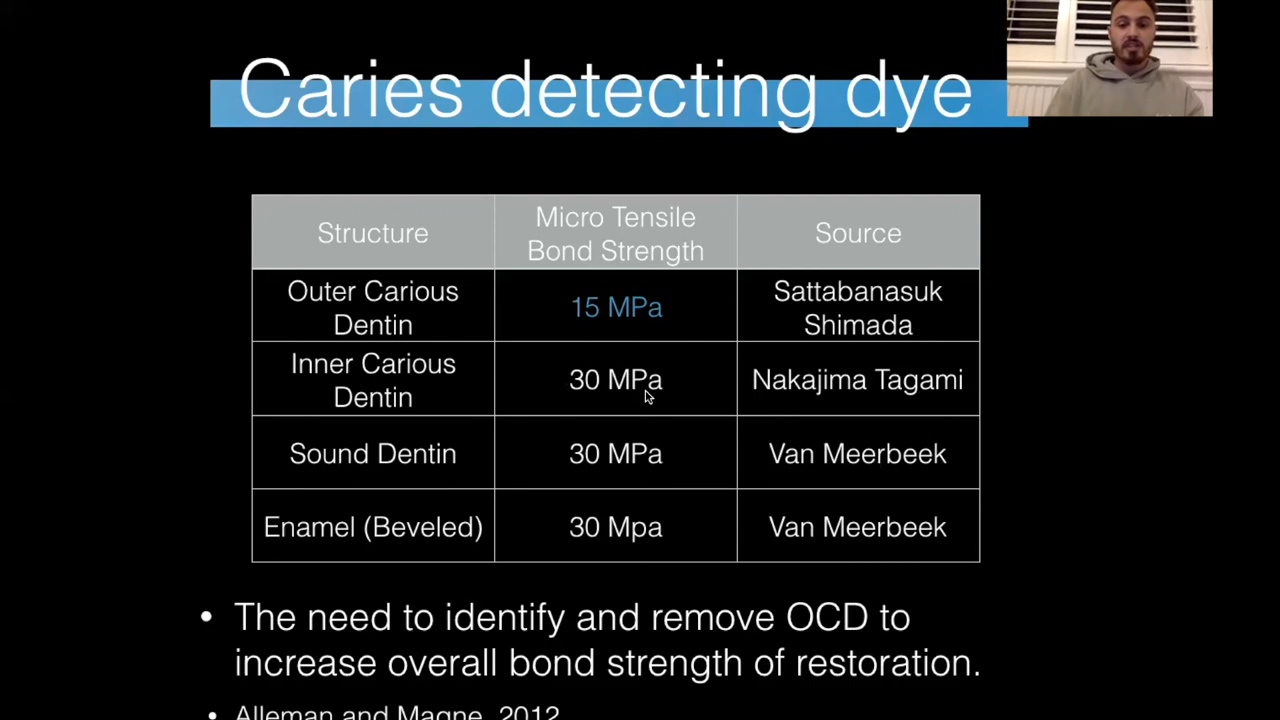 Caries detecting dye
Structure
Micro Tensile
Bond Strength
Source
Outer Carious
Dentin
15 MPa
Sattabanasuk
Shimada
Inner Carious
Dentin
30 MPa
Nakajima Tagami
Sound Dentin
30 MPa
Van Meerbeek
Enamel (Beveled)
30 Mpa
Van Meerbeek
• The need to identify and remove OCD to
increase overall bond strength of restoration.
• Alleman and Magne, 2012